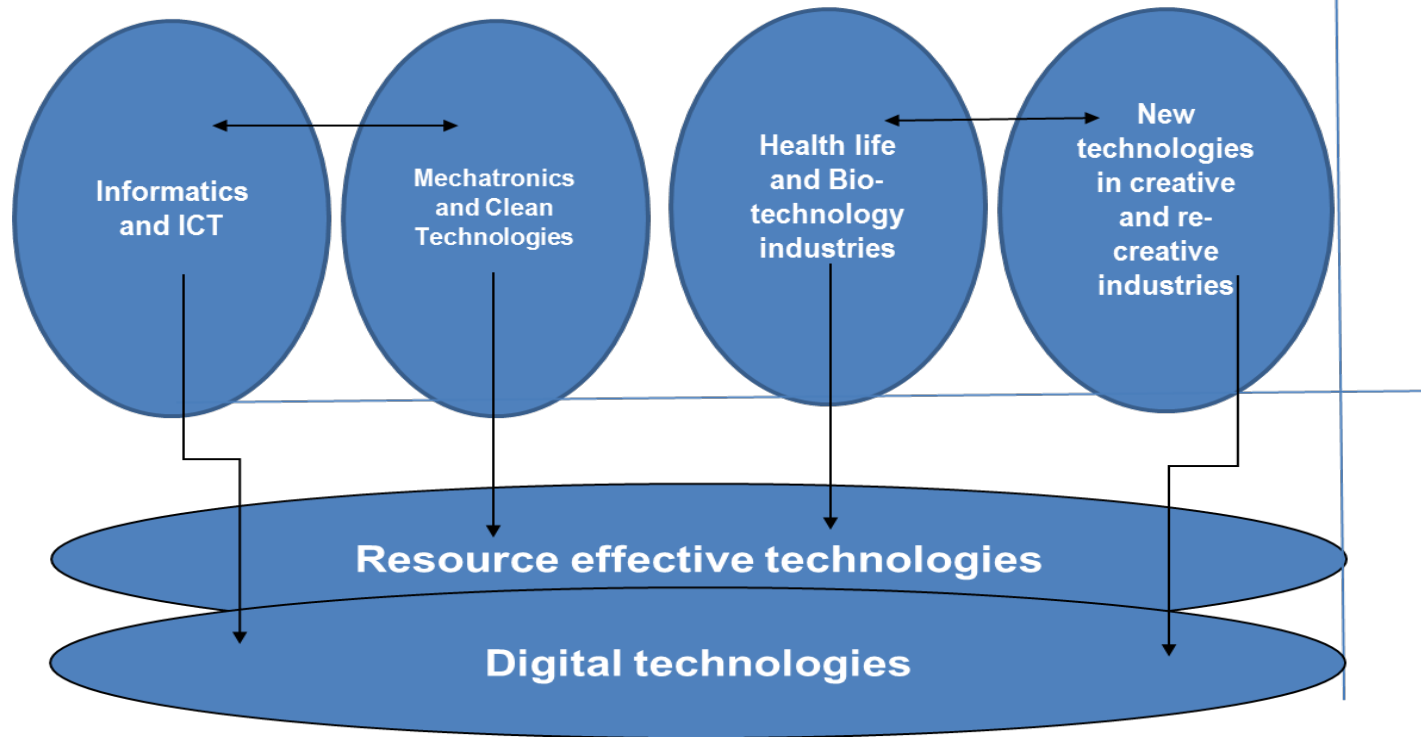 Informatics
and ICT
Mechatronics
and Clean
Technologies
Health life
and Bio-
technology
industries
New
technologies
in creative
and re-
creative
industries
Resource effective technologies
Digital technologies